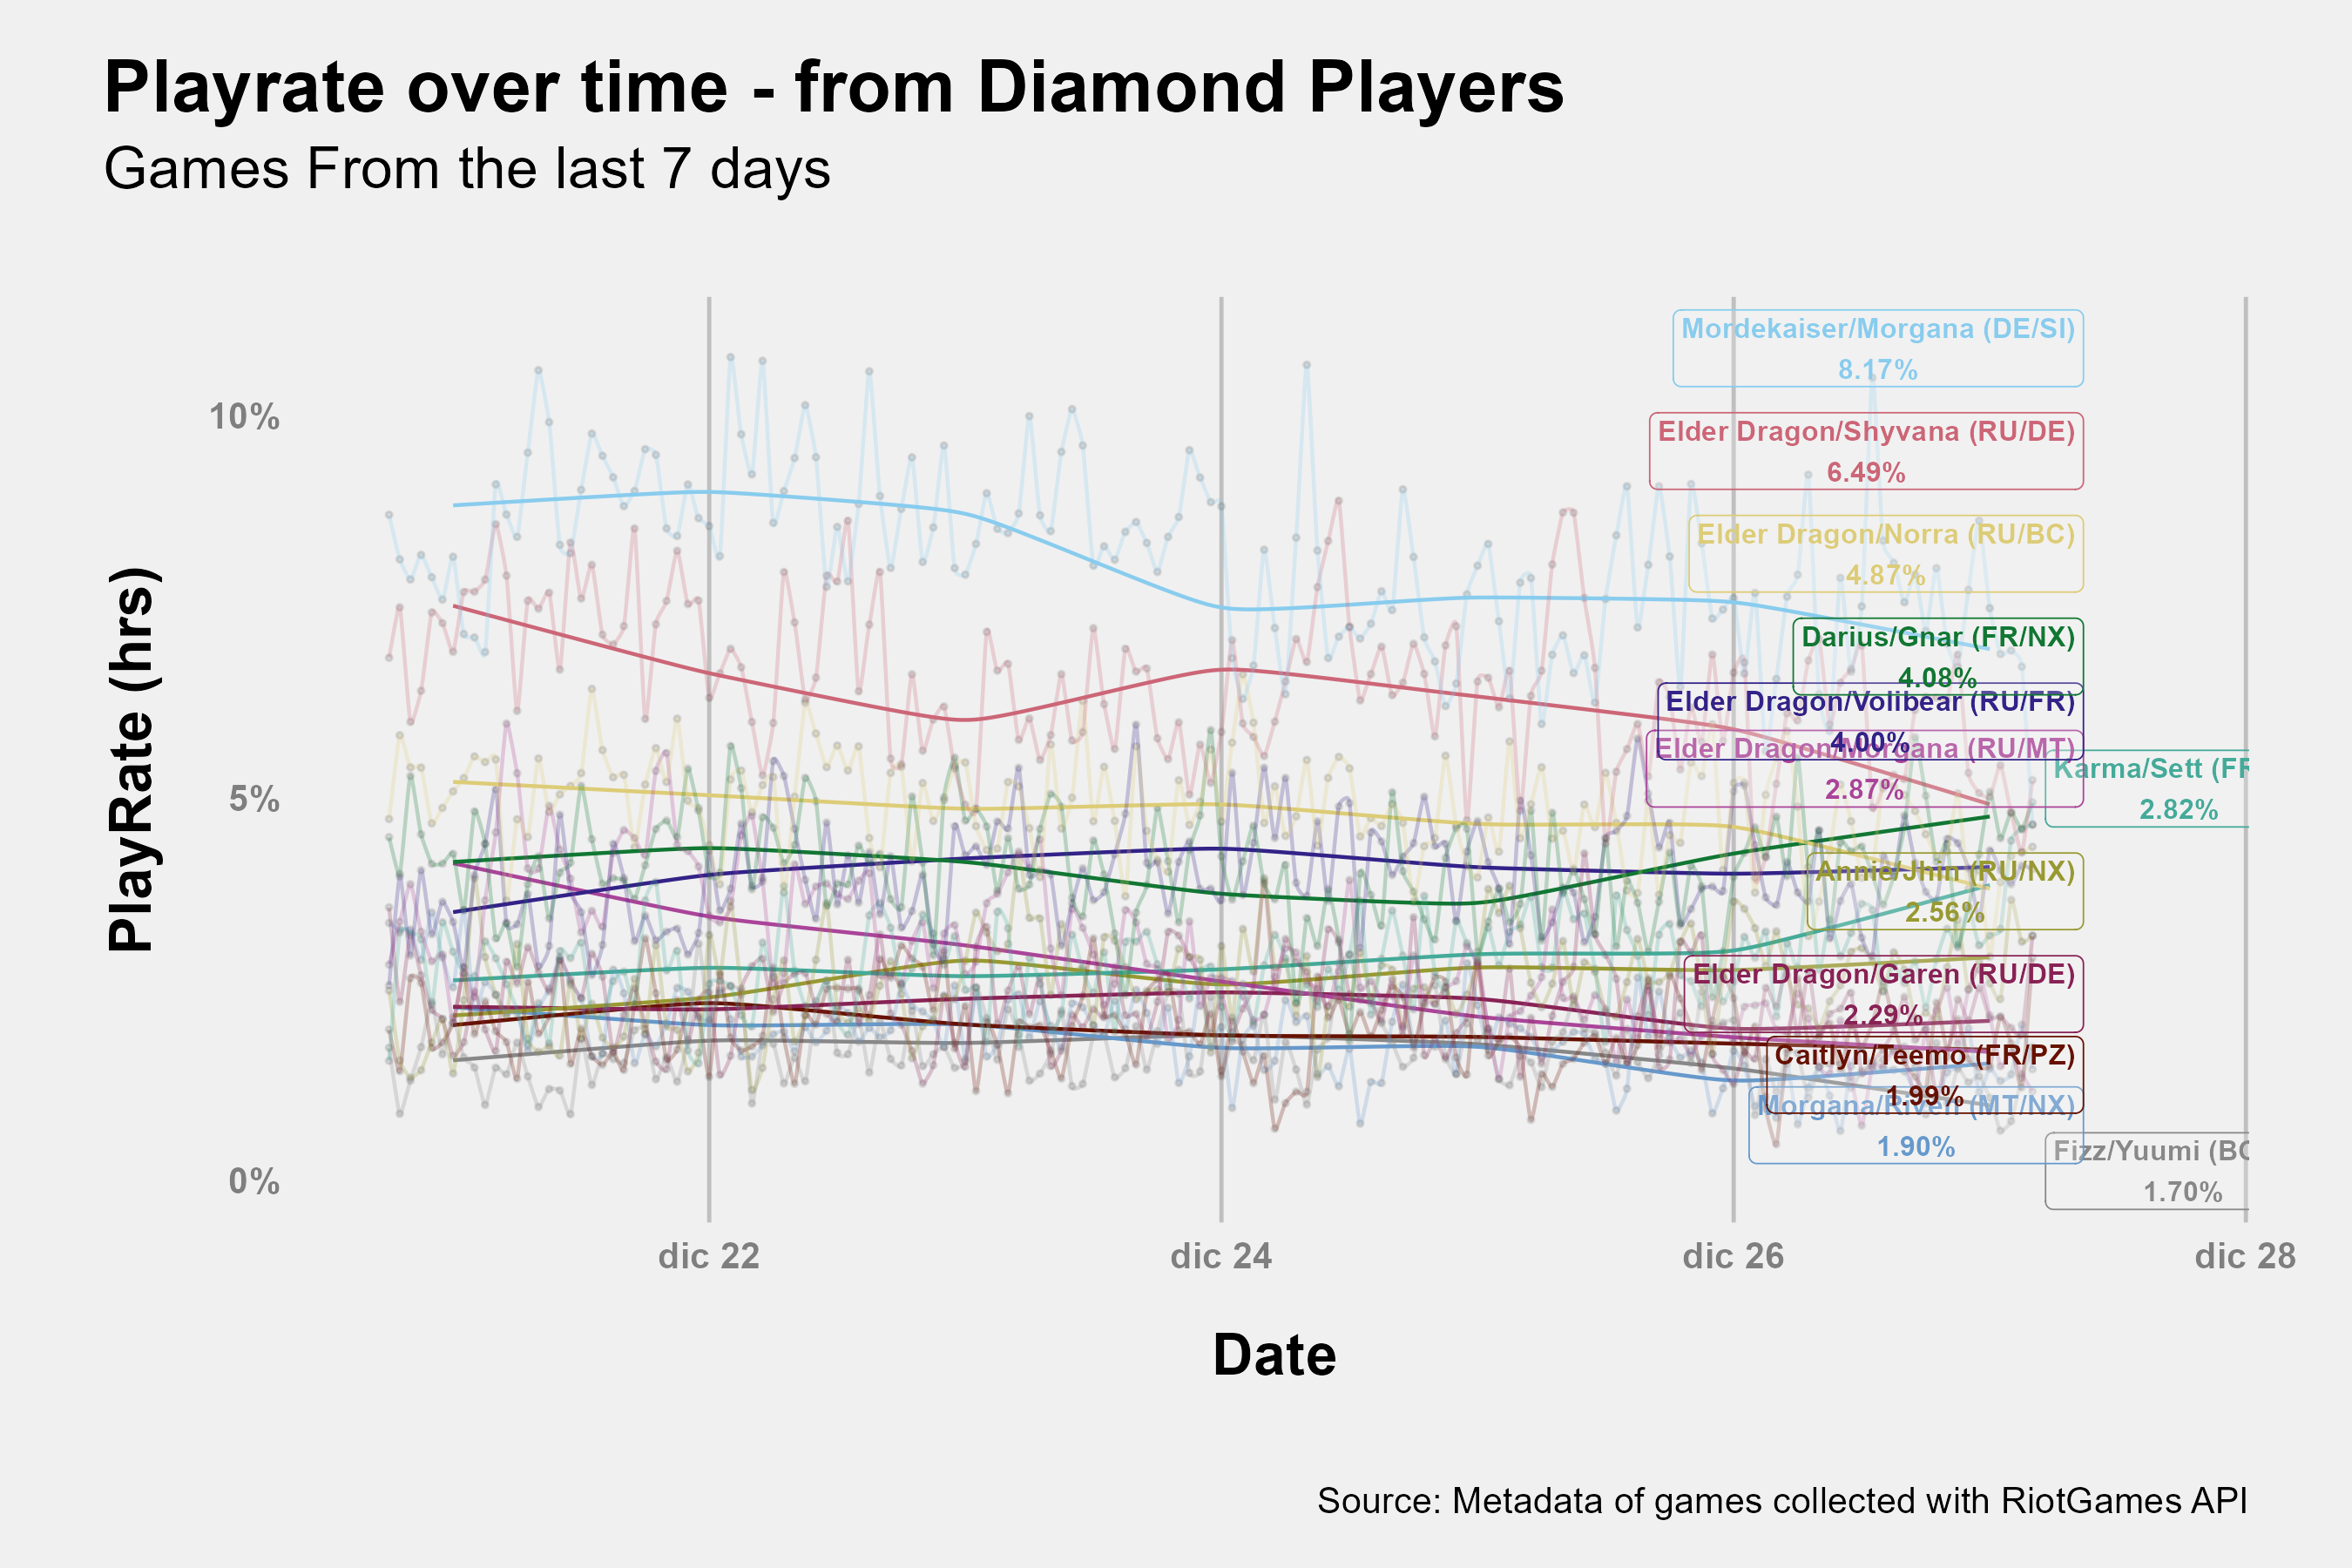 Playrate over time - from Diamond Players
Games From the last 7 days
PlayRate (hrs)
10%
5%
0%
Mordekaiser/Morgana (DE/SI)
8.17%
Elder Dragon/Shyvana (RU/DE)
6.49%
Elder Dragon/Norra (RU/BC)
4.87%
Darius/Gnar (FR/NX)
4.08%
Elder Dragon/Volibear (RU/FR)
4.00%
Elder Dragon/Morgana (RU/MT)
2.87%
Karma/Sett (FR
2.82%
Annie/Jhin (RU/NX)
2.56%
Elder Dragon/Garen (RU/DE)
2.29%
Caitlyn/Teemo (FR/PZ)
1.99%
Morgana/Riven (MT/NX)
1.90%
Fizz/Yuumi (BC
1.70%
dic 22
dic 24
dic 26
dic 28
Date
Source: Metadata of games collected with RiotGames API